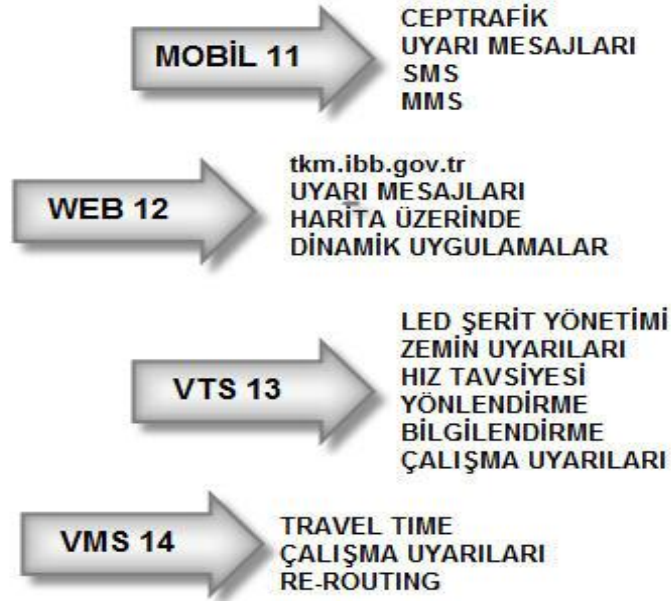 MOBİL 11
CEPTRAFİK
UYARI MESAJLARI
SMS
MMS
WEB 12
tkm.ibb.gov.tr
UYARI MESAJLARI
HARİTA ÜZERİNDE
DİNAMİK UYGULAMALAR
VTS 13
LED ŞERİT YÖNETİMİ
ZEMİN UYARILARI
HIZ TAVSİYESİ
YÖNLENDİRME
BİLGİLENDİRME
ÇALIŞMA UYARILARI
VMS 14
TRAVEL TIME
ÇALIŞMA UYARILARI
RE-ROUTING